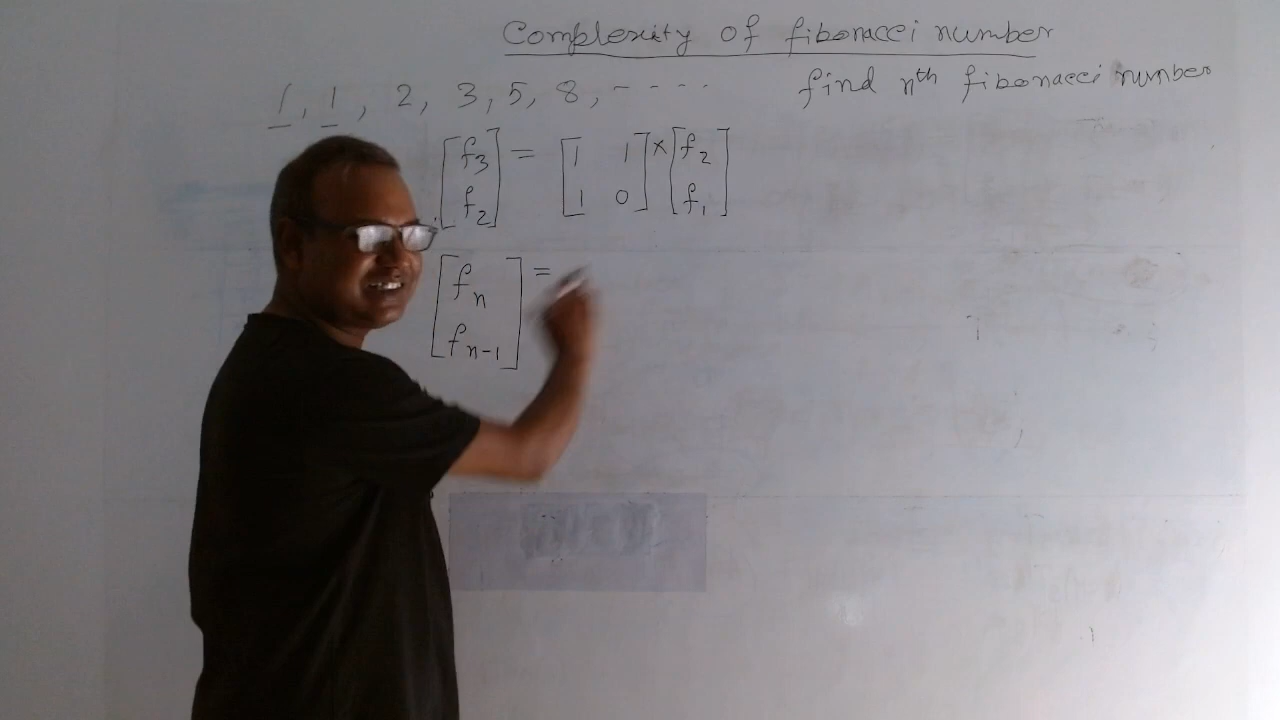 Complexity of fibonacci number
1, 1, 2, 3, 5, 8, - - - -
find nth fibonacci number
[f3 f2] = [1 1 1 0] × [f2 f1]
[fn fn-1] =